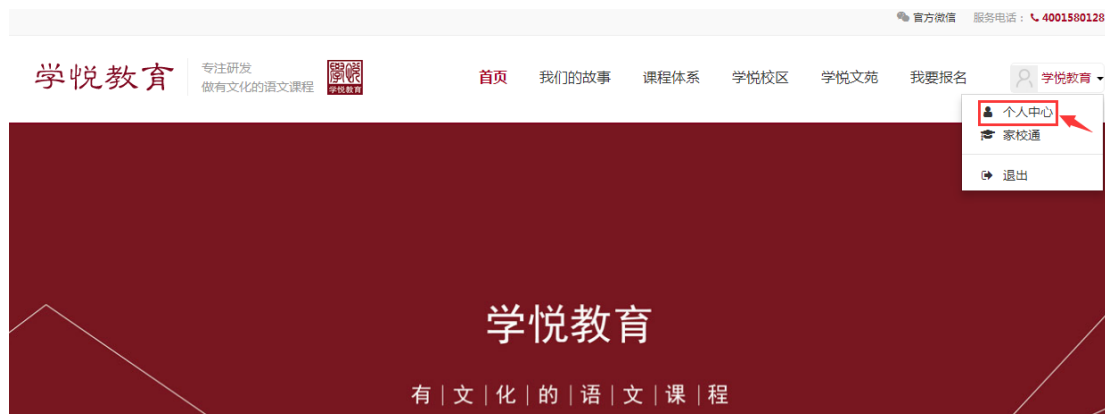 官方微信 服务电话：4001580128
学悦教育 专注研发
做有文化的语文课程
學悦
学悦教育
首页 我们的故事 课程体系 学悦校区 学悦文苑 我要报名 学悦教育
个人中心
家校通
退出
学悦教育
有|文|化|的|语|文|课|程